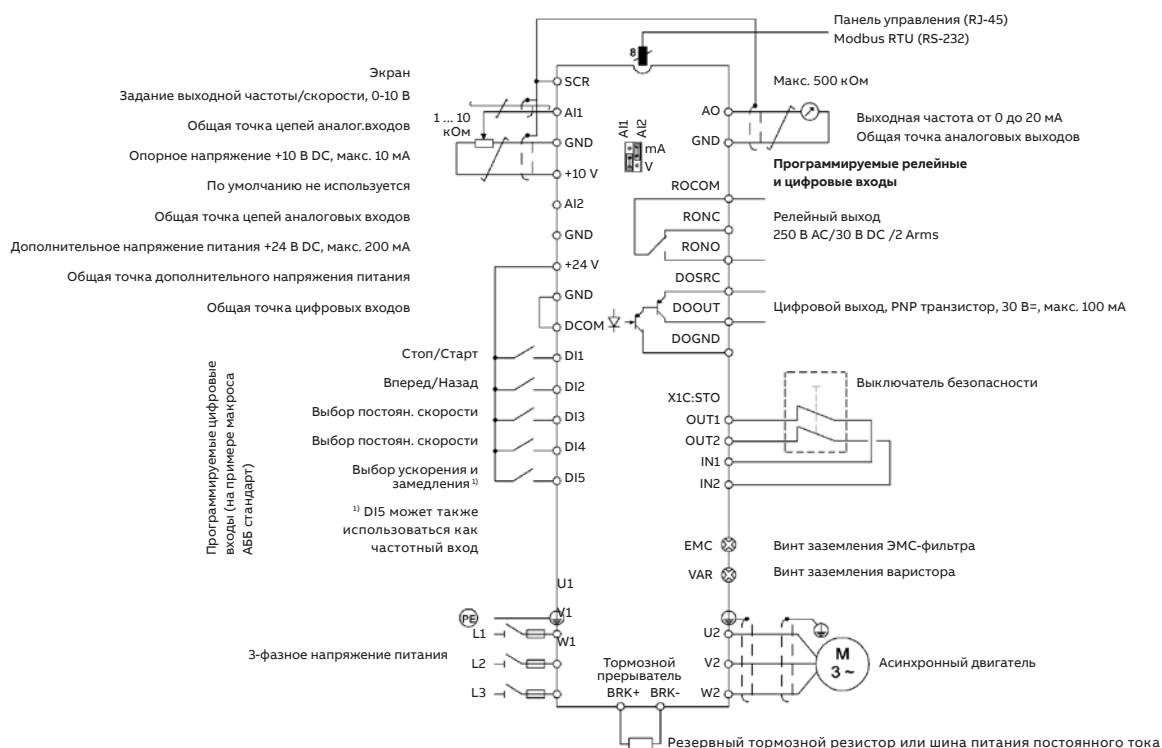 Панель управления (RJ-45)
Modbus RTU (RS-232)
8
Экран
SCR
Макс. 500 кОм
Задание выходной частоты/скорости, 0-10 В
AI1
AO
Выходная частота от 0 до 20 мА
1 ... 10
кОм
Общая точка цепей аналог.входов
GND
AI1
AI2
mA
V
GND
Общая точка аналоговых выходов
Опорное напряжение +10 В DC, макс. 10 мА
+10 V
Программируемые релейные
и цифровые входы
По умолчанию не используется
AI2
ROCOM
Общая точка цепей аналоговых входов
GND
RONC
Релейный выход
250 В AC/30 В DC /2 Arms
RONO
Дополнительное напряжение питания +24 В DC, макс. 200 мА
+24 V
DOSRC
Общая точка дополнительного напряжения питания
GND
DOOUT
Цифровой выход, PNP транзистор, 30 В=, макс. 100 мА
Общая точка цифровых входов
DCOM
DOGND
Программируемые цифровые
входы (на примере макроса
АББ стандарт)
Стоп/Старт
DI1
Вперед/Назад
DI2
Выбор постоян. скорости
DI3
Выбор постоян. скорости
DI4
Выбор ускорения и
замедления ¹⁾
DI5
¹⁾ DI5 может также
использоваться как
частотный вход
X1C:STO
Выключатель безопасности
OUT1
OUT2
IN1
IN2
EMC
Винт заземления ЭМС-фильтра
VAR
Винт заземления варистора
U1
V1
W1
PE
L1
L2
L3
3-фазное напряжение питания
Тормозной
прерыватель
BRK+ BRK-
U2
V2
W2
M
3 ~
Асинхронный двигатель
Резервный тормозной резистор или шина питания постоянного тока